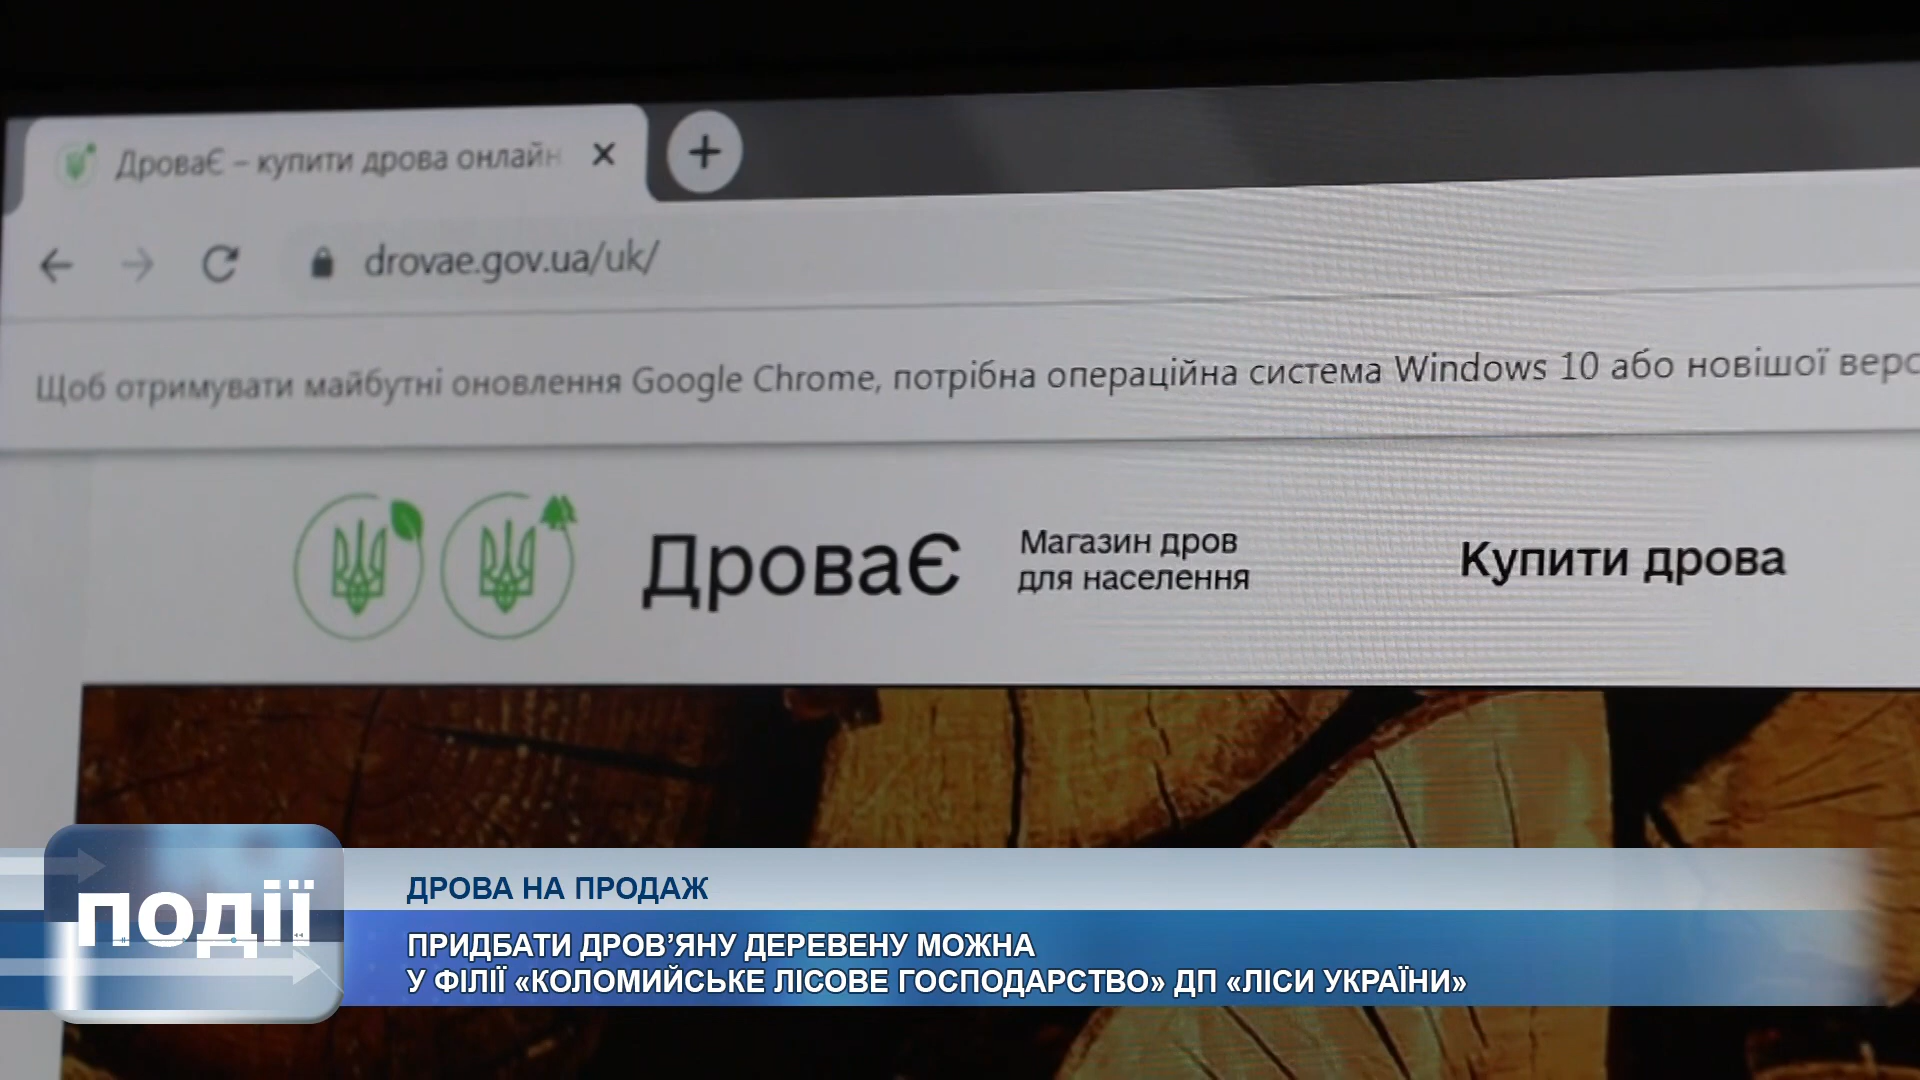 ДроваЄ – купити дрова онлайн
drovae.gov.ua/uk/
Щоб отримувати майбутні оновлення Google Chrome, потрібна операційна система Windows 10 або новішої верс
ДроваЄ
Магазин дров
для населення
Купити дрова
події
ДРОВА НА ПРОДАЖ
ПРИДБАТИ ДРОВ’ЯНУ ДЕРЕВЕНУ МОЖНА
У ФІЛІЇ «КОЛОМИЙСЬКЕ ЛІСОВЕ ГОСПОДАРСТВО» ДП «ЛІСИ УКРАЇНИ»